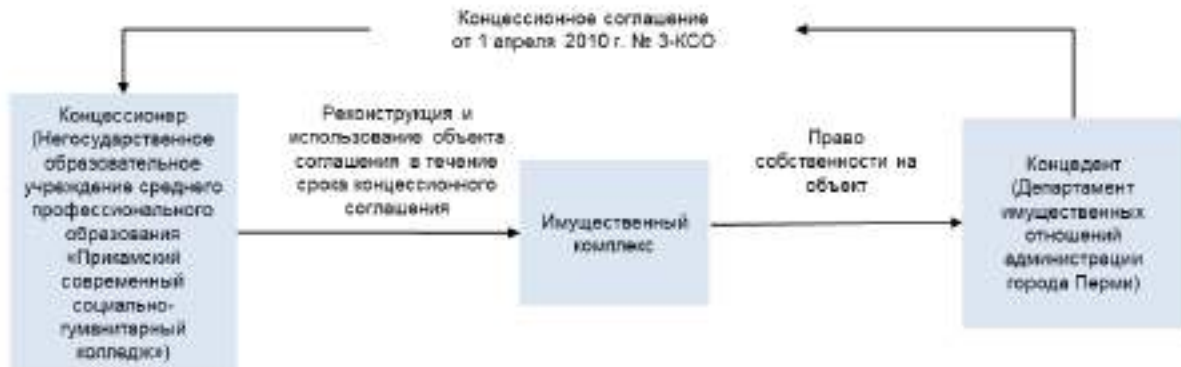 Концессионное соглашение
от 1 апреля 2010 г. № 3-КСО
Концессионер
(Негосударственное
образовательное
учреждение среднего
профессионального
образования
«Прикамский
современный
социально-
гуманитарный
колледж»)
Реконструкция и
использование объекта
соглашения в течение
срока концессионного
соглашения
Имущественный
комплекс
Право
собственности на
объект
Концедент
(Департамент
имущественных
отношений
администрации
города Перми)